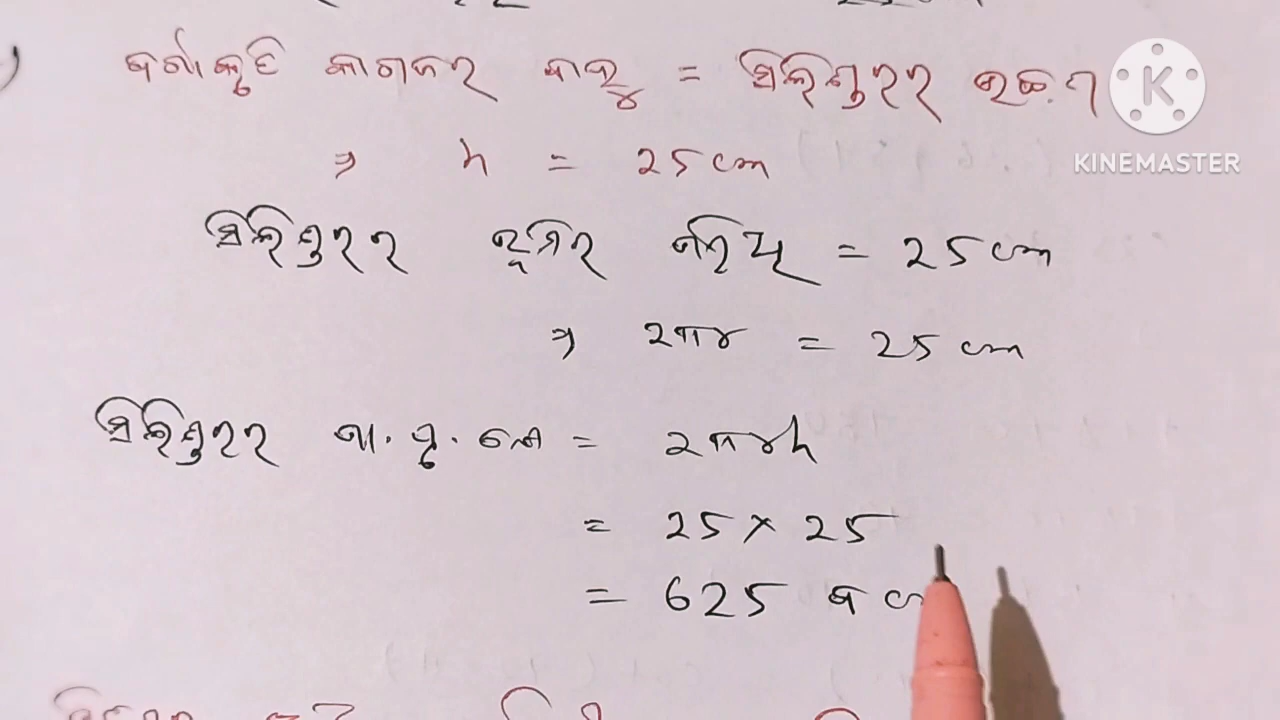 ବର୍ଗାକୃତି କାଗଜର ବାହୁ = ସିଲିଣ୍ଡରର ଉଚ୍ଚତା
⇒ h = 25 cm
ସିଲିଣ୍ଡରର ଭୂମିର ପରିଧି = 25 cm
⇒ 2πr = 25 cm
ସିଲିଣ୍ଡରର ପା. ପୃ. କ୍ଷେ = 2πrh
= 25 × 25
= 625 ବ
K
KINEMASTER